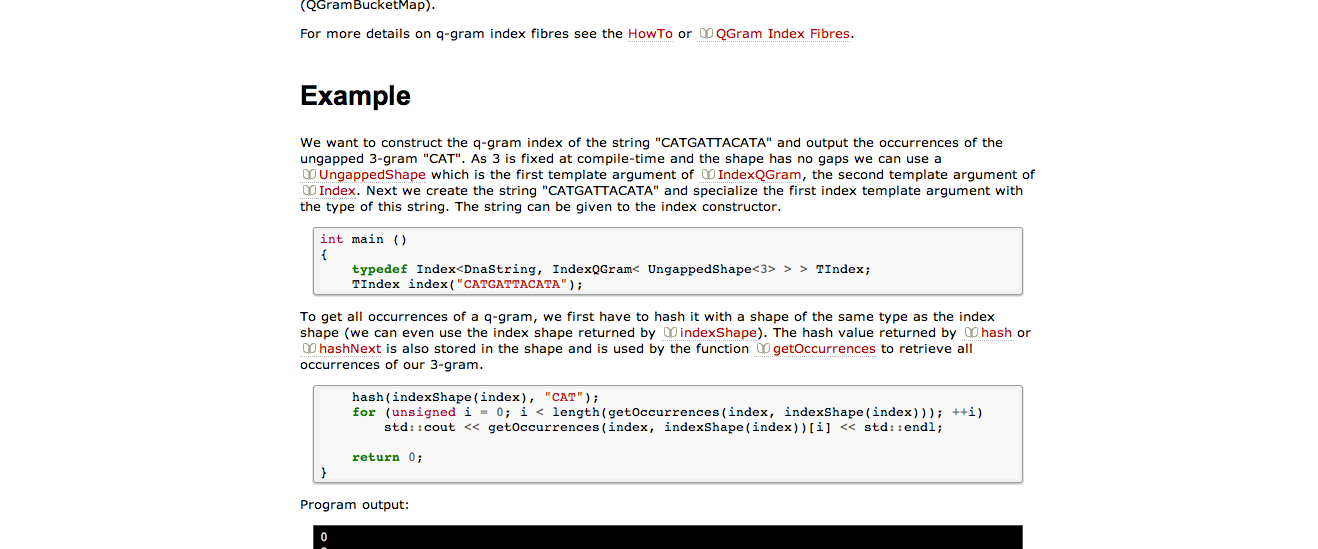 (QGramBucketMap).
For more details on q-gram index fibres see the HowTo or QGram Index Fibres.
Example
We want to construct the q-gram index of the string "CATGATTACATA" and output the occurrences of the
ungapped 3-gram "CAT". As 3 is fixed at compile-time and the shape has no gaps we can use a
UngappedShape which is the first template argument of IndexQGram, the second template argument of
Index. Next we create the string "CATGATTACATA" and specialize the first index template argument with
the type of this string. The string can be given to the index constructor.
int main ()
{
    typedef Index<DnaString, IndexQGram< UngappedShape<3> > > TIndex;
    TIndex index("CATGATTACATA");
To get all occurrences of a q-gram, we first have to hash it with a shape of the same type as the index
shape (we can even use the index shape returned by indexShape). The hash value returned by hash or
hashNext is also stored in the shape and is used by the function getOccurrences to retrieve all
occurrences of our 3-gram.
    hash(indexShape(index), "CAT");
    for (unsigned i = 0; i < length(getOccurrences(index, indexShape(index))); ++i)
        std::cout << getOccurrences(index, indexShape(index))[i] << std::endl;
    return 0;
}
Program output:
0